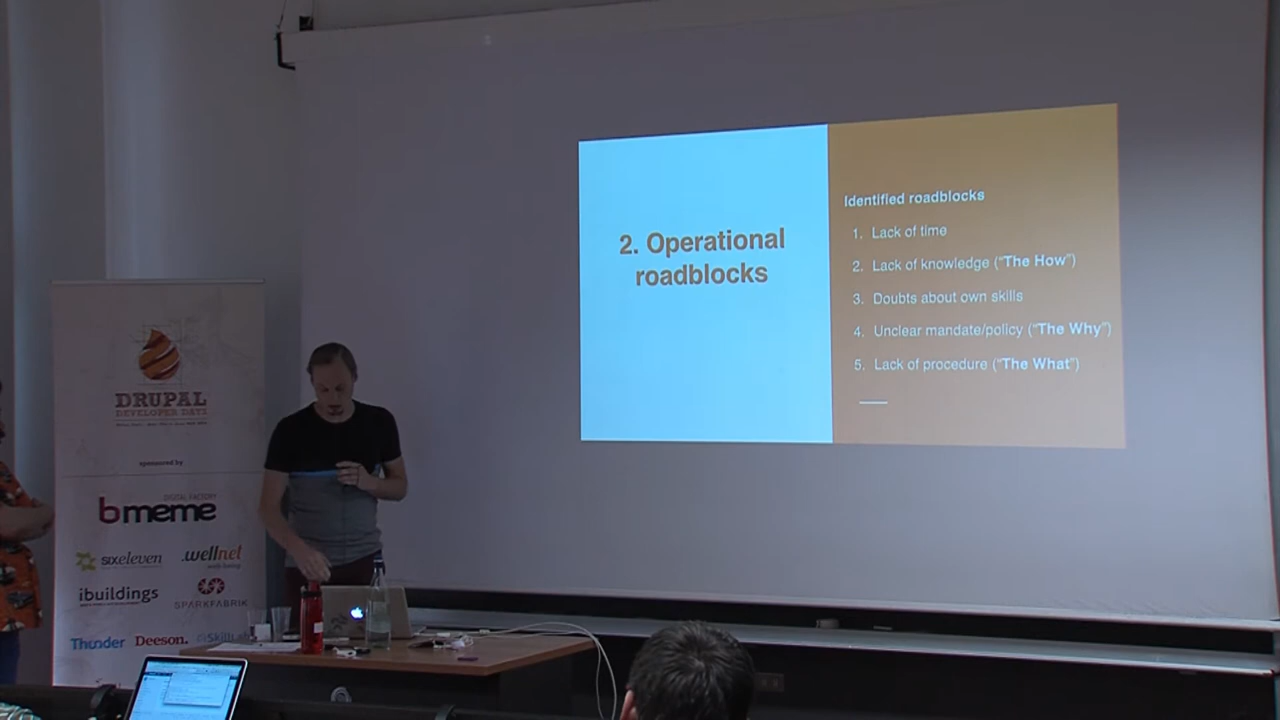 2. Operational
roadblocks
Identified roadblocks
1. Lack of time
2. Lack of knowledge ("The How")
3. Doubts about own skills
4. Unclear mandate/policy ("The Why")
5. Lack of procedure ("The What")
DRUPAL
DEVELOPER DAYS
sponsored by
DIGITAL FACTORY
bmeme
sixeleven
.wellnet
ibuildings
SPARKFABRIK
Thunder
Deeson.